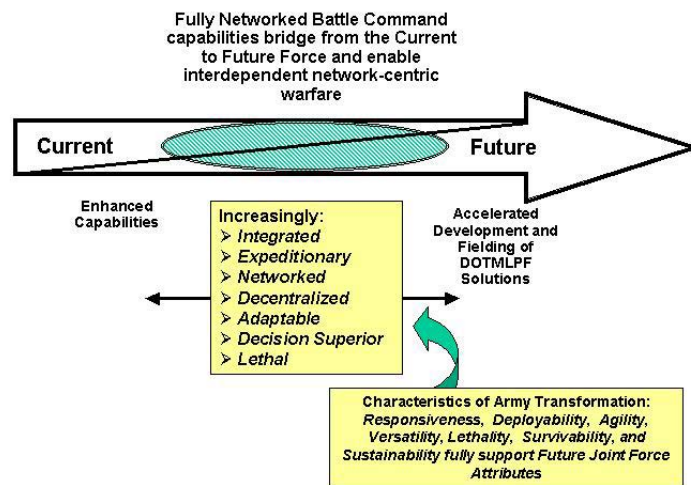 Fully Networked Battle Command
capabilities bridge from the Current
to Future Force and enable
interdependent network-centric
warfare
Current
Future
Enhanced
Capabilities
Increasingly:
➢ Integrated
➢ Expeditionary
➢ Networked
➢ Decentralized
➢ Adaptable
➢ Decision Superior
➢ Lethal
Accelerated
Development and
Fielding of
DOTMLPF
Solutions
Characteristics of Army Transformation:
Responsiveness, Deployability, Agility,
Versatility, Lethality, Survivability, and
Sustainability fully support Future Joint Force
Attributes